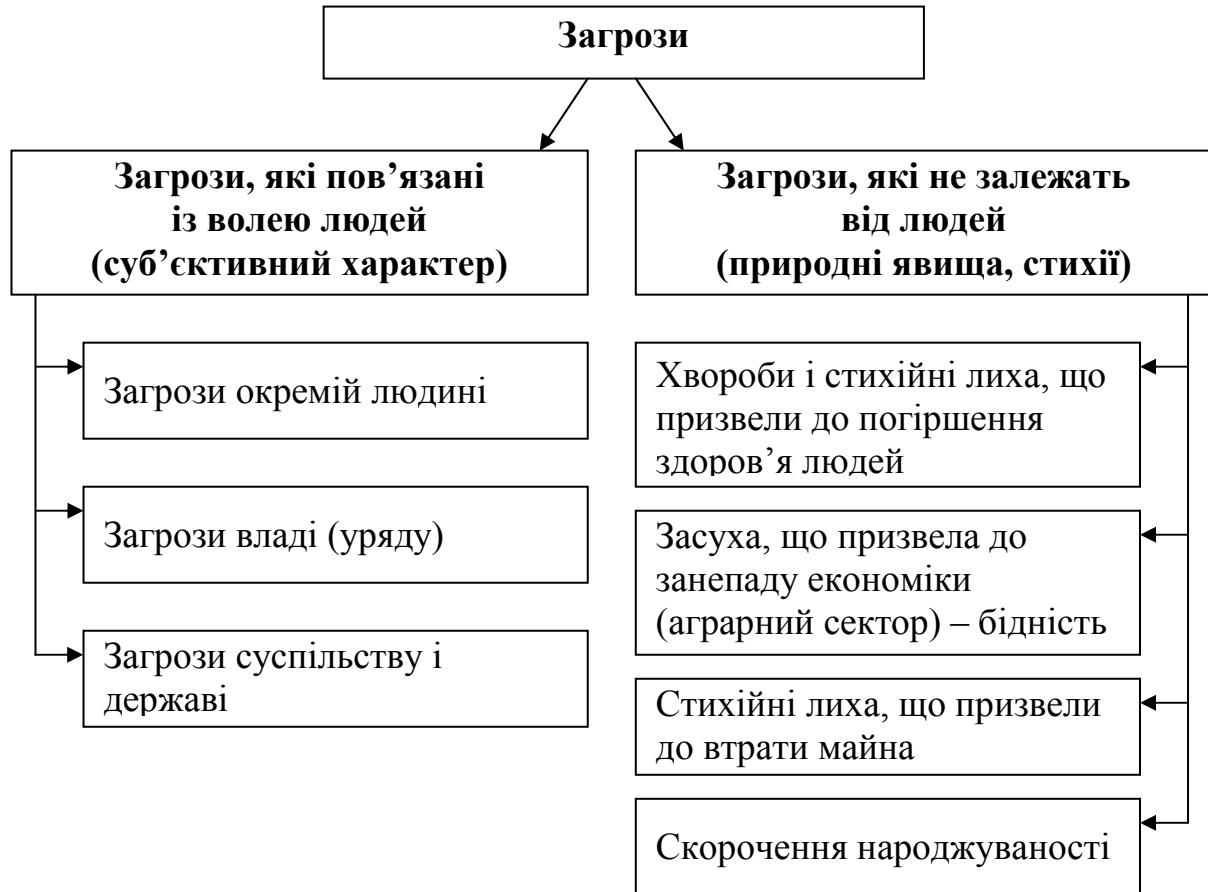 Загрози
Загрози, які пов’язані
із волею людей
(суб’єктивний характер)
Загрози окремій людині
Загрози владі (уряду)
Загрози суспільству і
державі
Загрози, які не залежать
від людей
(природні явища, стихії)
Хвороби і стихійні лиха, що
призвели до погіршення
здоров’я людей
Засуха, що призвела до
занепаду економіки
(аграрний сектор) – бідність
Стихійні лиха, що призвели
до втрати майна
Скорочення народжуваності